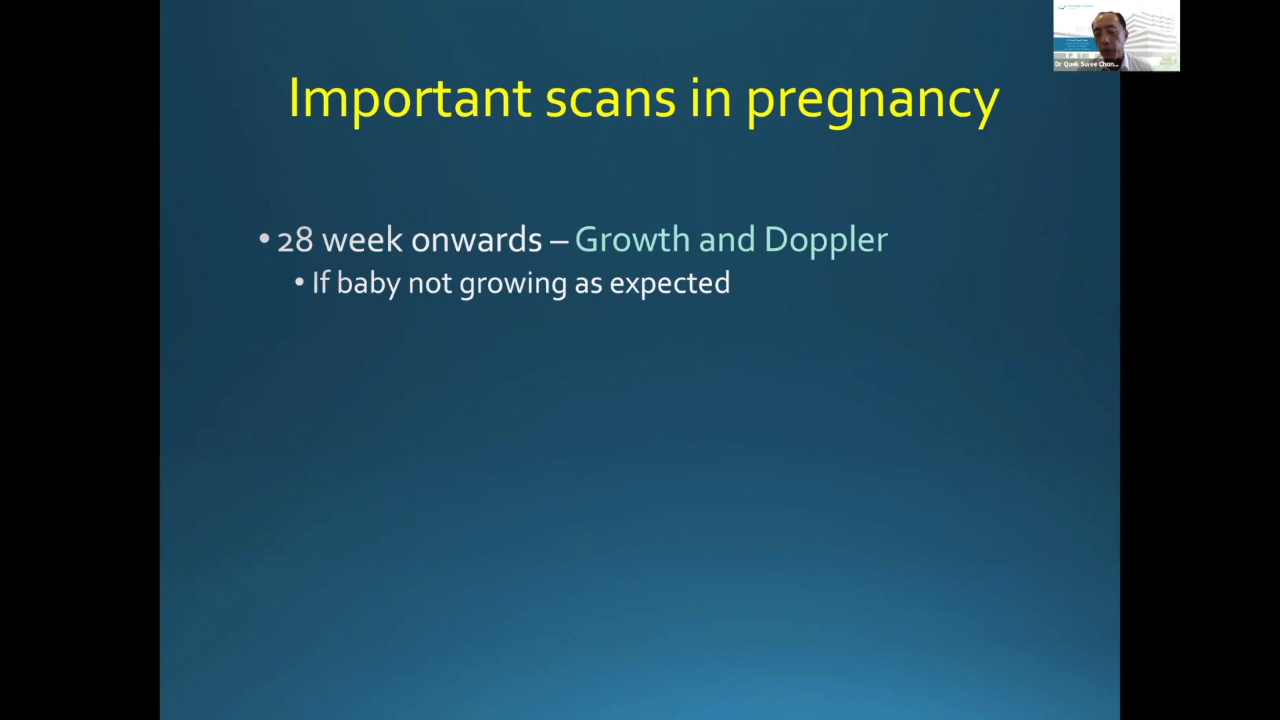 Important scans in pregnancy
• 28 week onwards – Growth and Doppler
• If baby not growing as expected
Dr Quek Swee Chon...